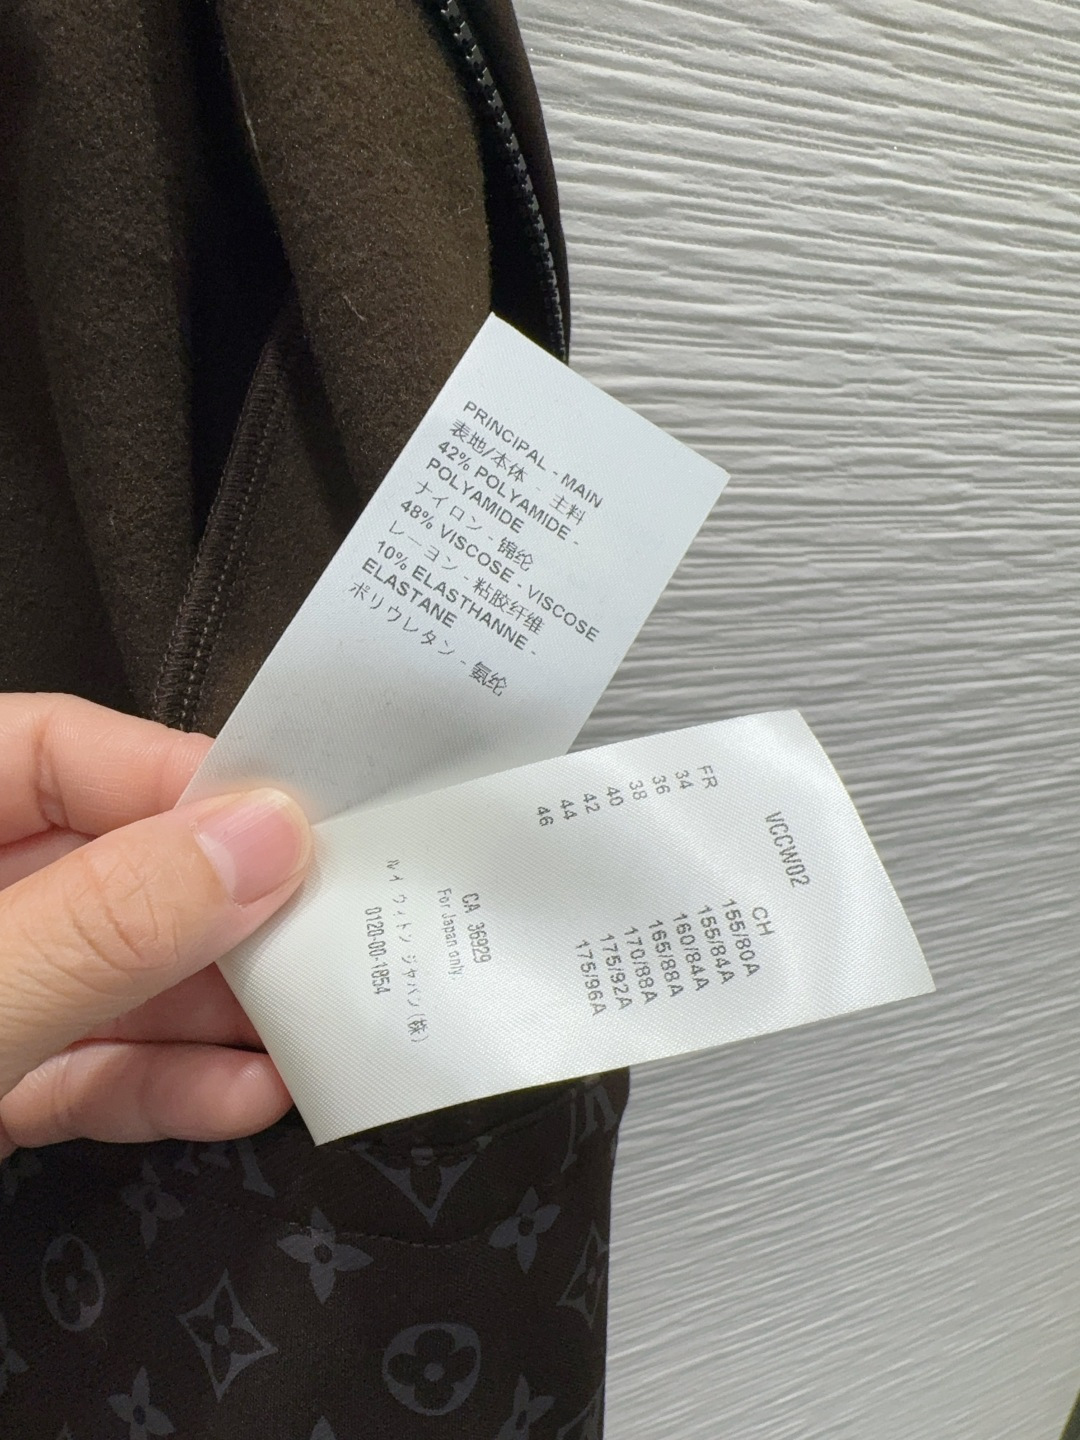 PRINCIPAL - MAIN
表地/本体 - 主料
42% POLYAMIDE -
POLYAMIDE
ナイロン - 锦纶
48% VISCOSE - VISCOSE
レーヨン - 粘胶纤维
10% ELASTHANNE -
ELASTANE
ポリウレタン - 氨纶
VCCW02
FR CH
34 155/80A
36 155/84A
38 160/84A
40 165/88A
42 170/88A
44 175/92A
46 175/96A
CA 36929
For Japan only:
ルイ ヴィトン ジャパン(株)
0120-00-1854